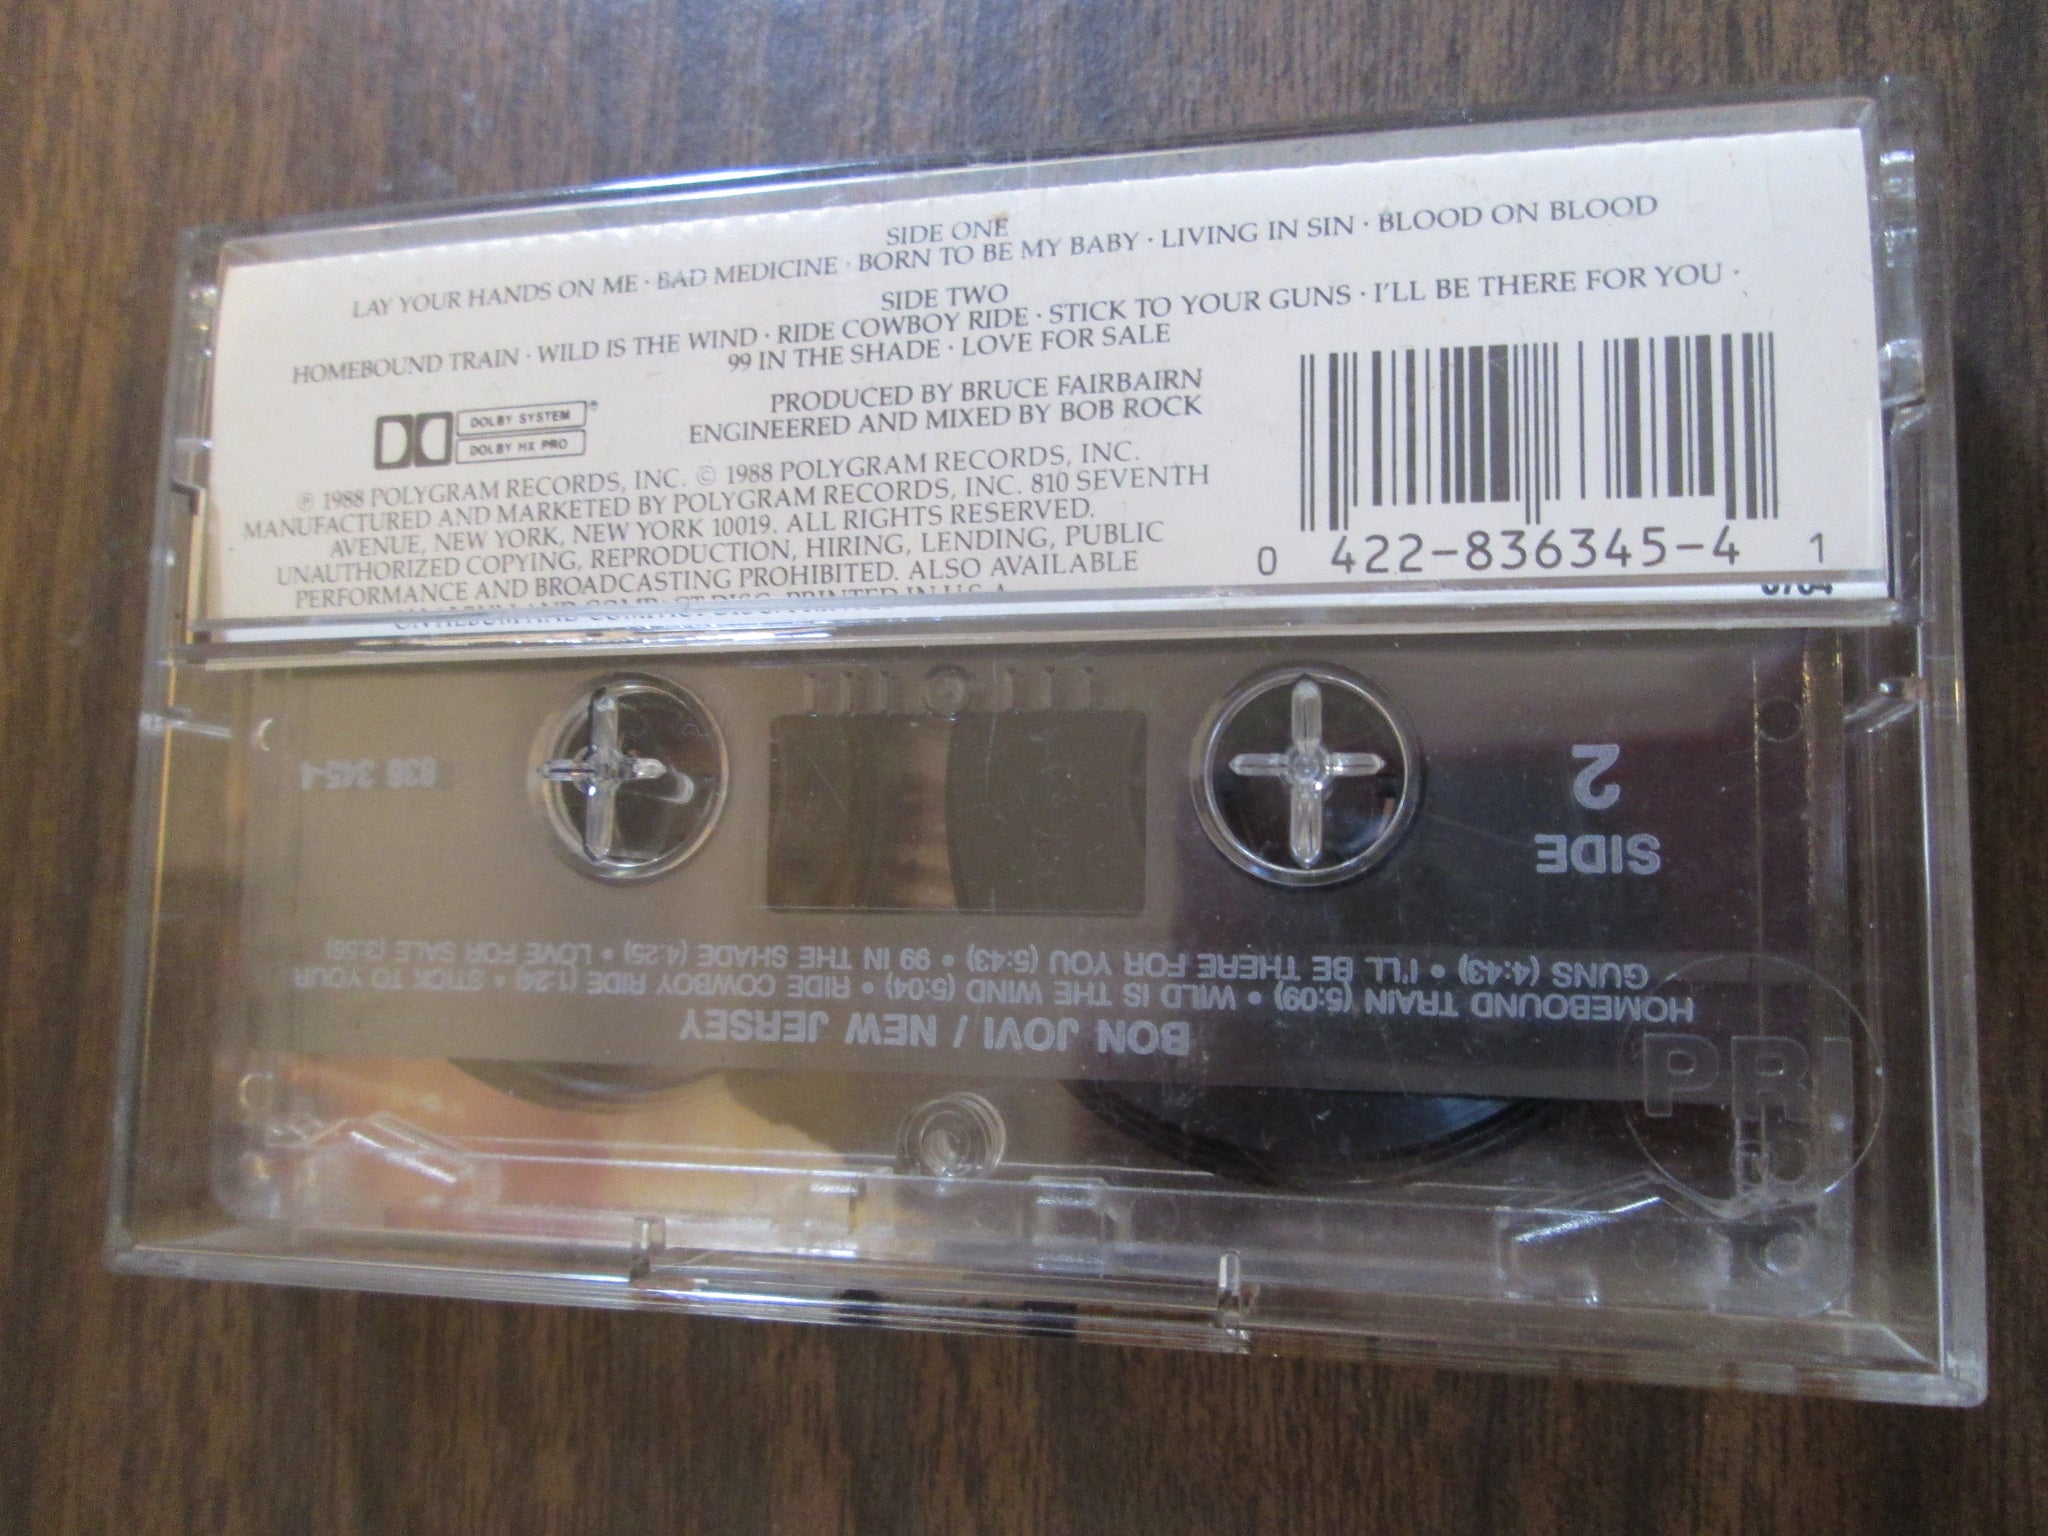 SIDE ONE
LAY YOUR HANDS ON ME · BAD MEDICINE · BORN TO BE MY BABY · LIVING IN SIN · BLOOD ON BLOOD
SIDE TWO
HOMEBOUND TRAIN · WILD IS THE WIND · RIDE COWBOY RIDE · STICK TO YOUR GUNS · I'LL BE THERE FOR YOU ·
99 IN THE SHADE · LOVE FOR SALE
DOLBY SYSTEM®
DOLBY HX PRO
PRODUCED BY BRUCE FAIRBAIRN
ENGINEERED AND MIXED BY BOB ROCK
℗ 1988 POLYGRAM RECORDS, INC. © 1988 POLYGRAM RECORDS, INC.
MANUFACTURED AND MARKETED BY POLYGRAM RECORDS, INC. 810 SEVENTH
AVENUE, NEW YORK, NEW YORK 10019. ALL RIGHTS RESERVED.
UNAUTHORIZED COPYING, REPRODUCTION, HIRING, LENDING, PUBLIC
PERFORMANCE AND BROADCASTING PROHIBITED. ALSO AVAILABLE
ON ALBUM AND COMPACT DISC. PRINTED IN U.S.A.
0 422-836345-4 1
836 345-4
SIDE
2
BON JOVI / NEW JERSEY
HOMEBOUND TRAIN (5:09) • WILD IS THE WIND (5:04) • RIDE COWBOY RIDE (1:24) • STICK TO YOUR
GUNS (4:43) • I'LL BE THERE FOR YOU (5:43) • 99 IN THE SHADE (4:25) • LOVE FOR SALE (3:58)